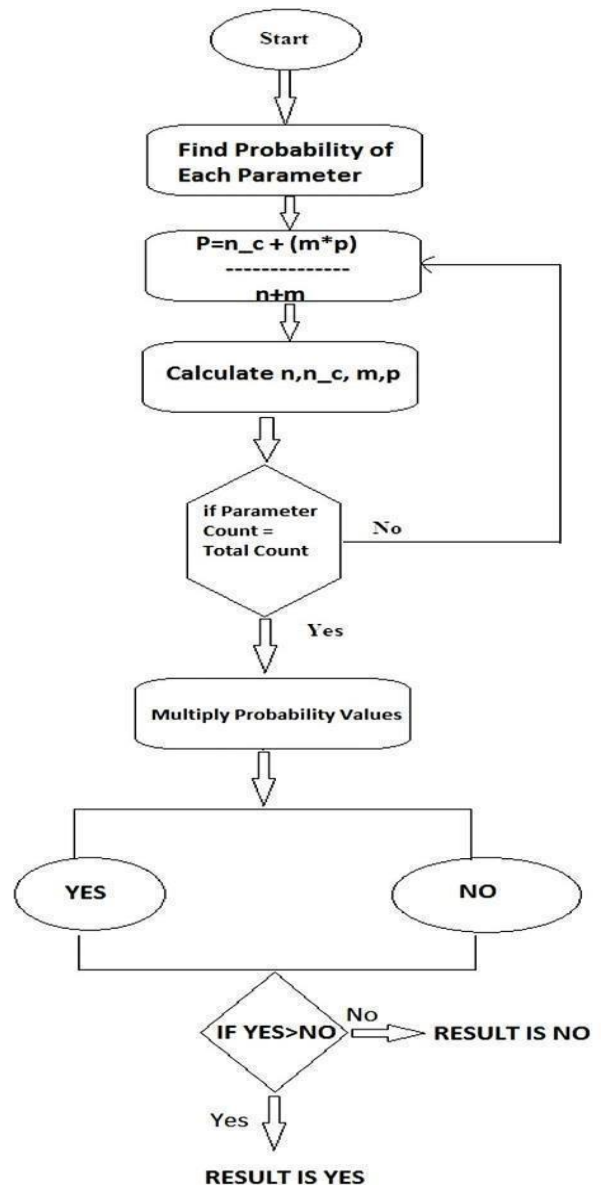 Start
Find Probability of
Each Parameter
P=n_c + (m*p)
--------------
n+m
Calculate n,n_c, m,p
if Parameter
Count =
Total Count
No
Yes
Multiply Probability Values
YES
NO
IF YES>NO
No
RESULT IS NO
Yes
RESULT IS YES